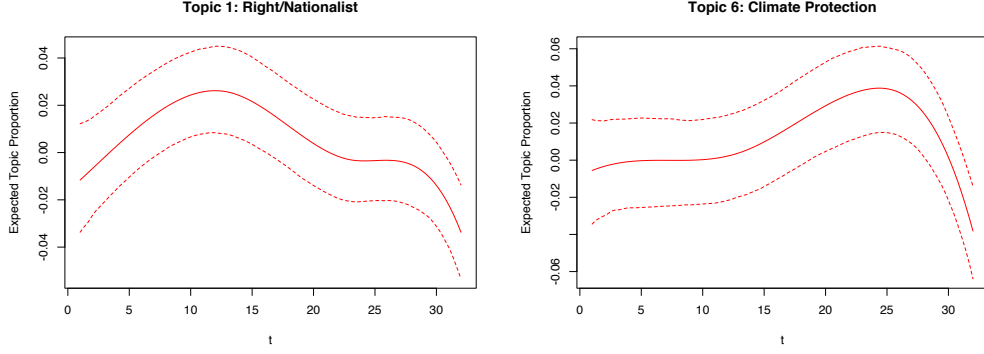 Topic 1: Right/Nationalist
Expected Topic Proportion
0.04
0.02
0.00
-0.02
-0.04
0 5 10 15 20 25 30
t
Topic 6: Climate Protection
Expected Topic Proportion
0.06
0.04
0.02
0.00
-0.02
-0.06
0 5 10 15 20 25 30
t